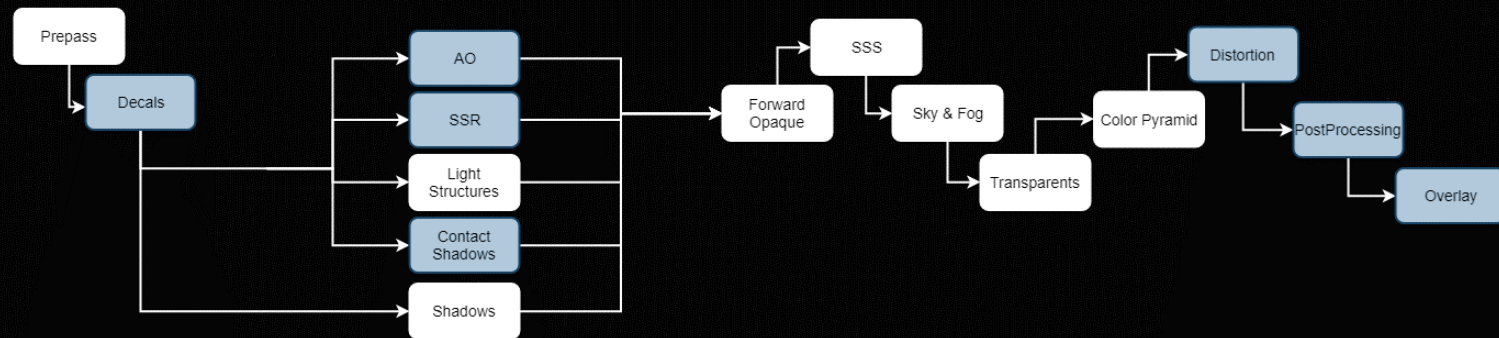 Prepass
Decals
AO
SSR
Light
Structures
Contact
Shadows
Shadows
Forward
Opaque
SSS
Sky & Fog
Transparents
Color Pyramid
Distortion
PostProcessing
Overlay